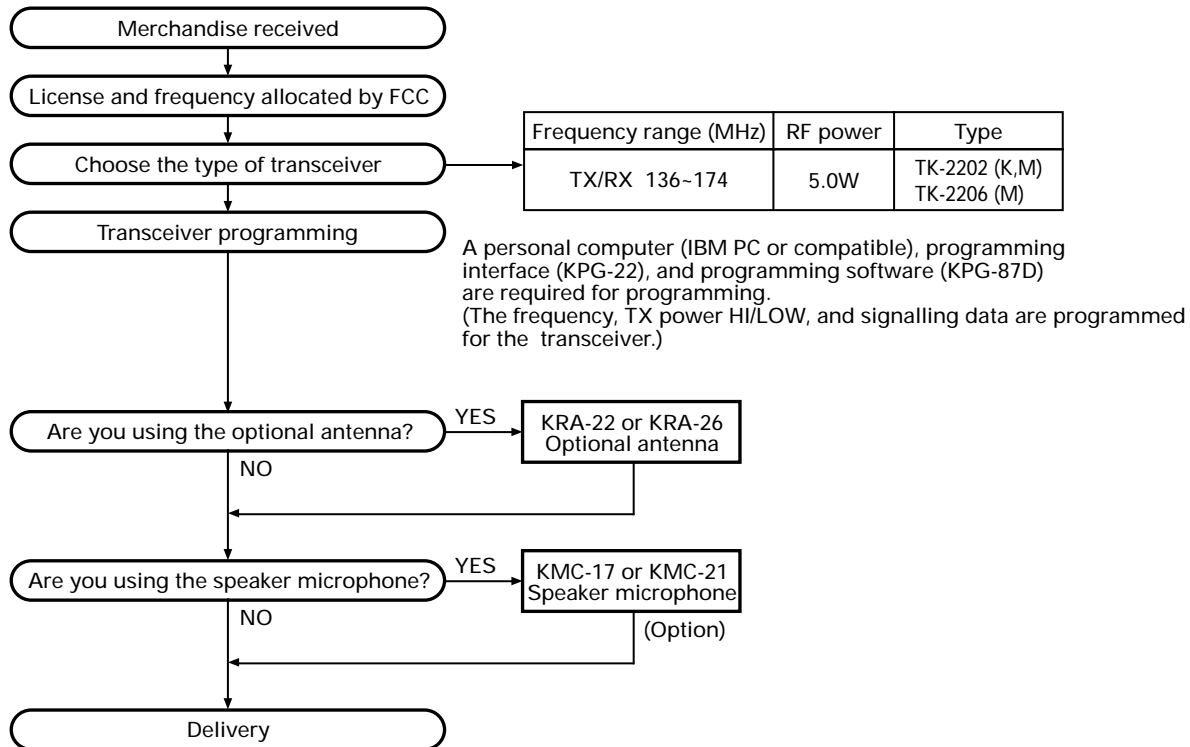 Merchandise received
License and frequency allocated by FCC
Choose the type of transceiver
Frequency range (MHz) RF power Type
TX/RX 136~174 5.0W TK-2202 (K,M)
TK-2206 (M)
Transceiver programming
A personal computer (IBM PC or compatible), programming
interface (KPG-22), and programming software (KPG-87D)
are required for programming.
(The frequency, TX power HI/LOW, and signalling data are programmed
for the transceiver.)
Are you using the optional antenna?
YES
KRA-22 or KRA-26
Optional antenna
NO
Are you using the speaker microphone?
YES
KMC-17 or KMC-21
Speaker microphone
(Option)
NO
Delivery